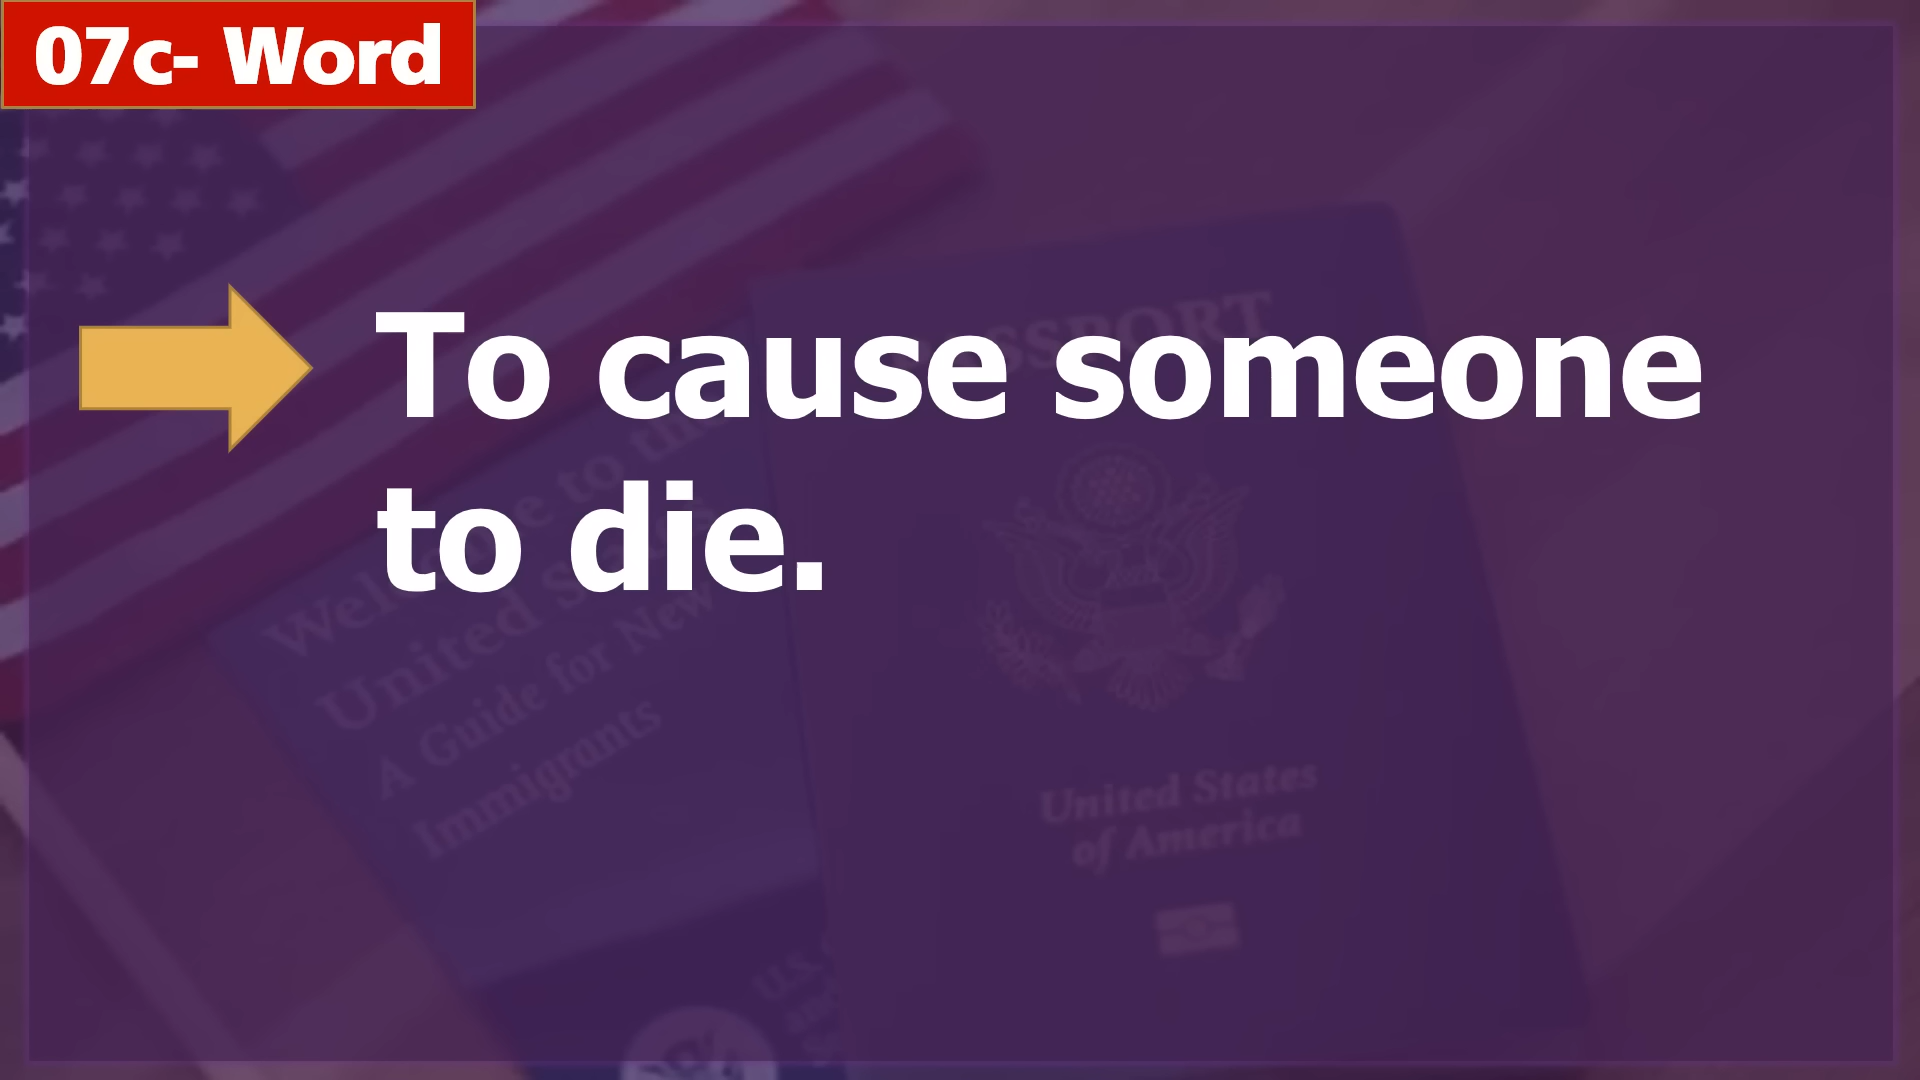 07c- Word
To cause someone
to die.
PASSPORT
Welcome to the
United States
A Guide for New
Immigrants
United States
of America